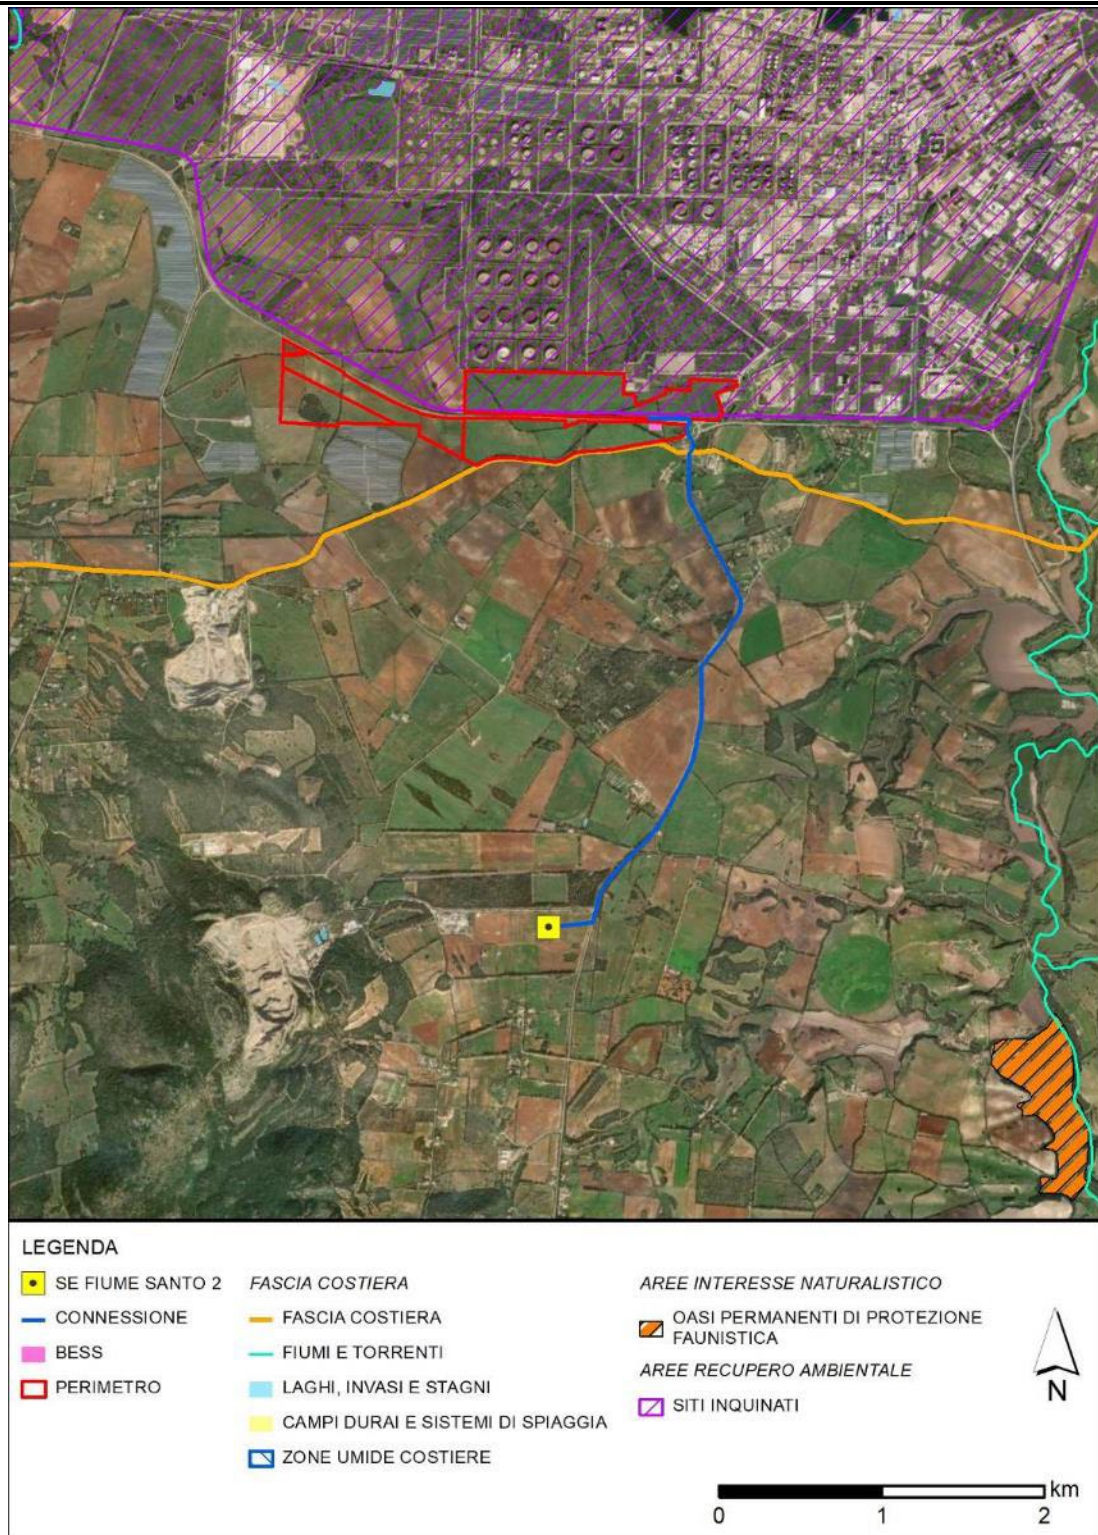 LEGENDA
SE FIUME SANTO 2
CONNESSIONE
BESS
PERIMETRO
FASCIA COSTIERA
FASCIA COSTIERA
FIUMI E TORRENTI
LAGHI, INVASI E STAGNI
CAMPI DURAI E SISTEMI DI SPIAGGIA
ZONE UMIDE COSTIERE
AREE INTERESSE NATURALISTICO
OASI PERMANENTI DI PROTEZIONE
FAUNISTICA
AREE RECUPERO AMBIENTALE
SITI INQUINATI
N
km
0 1 2